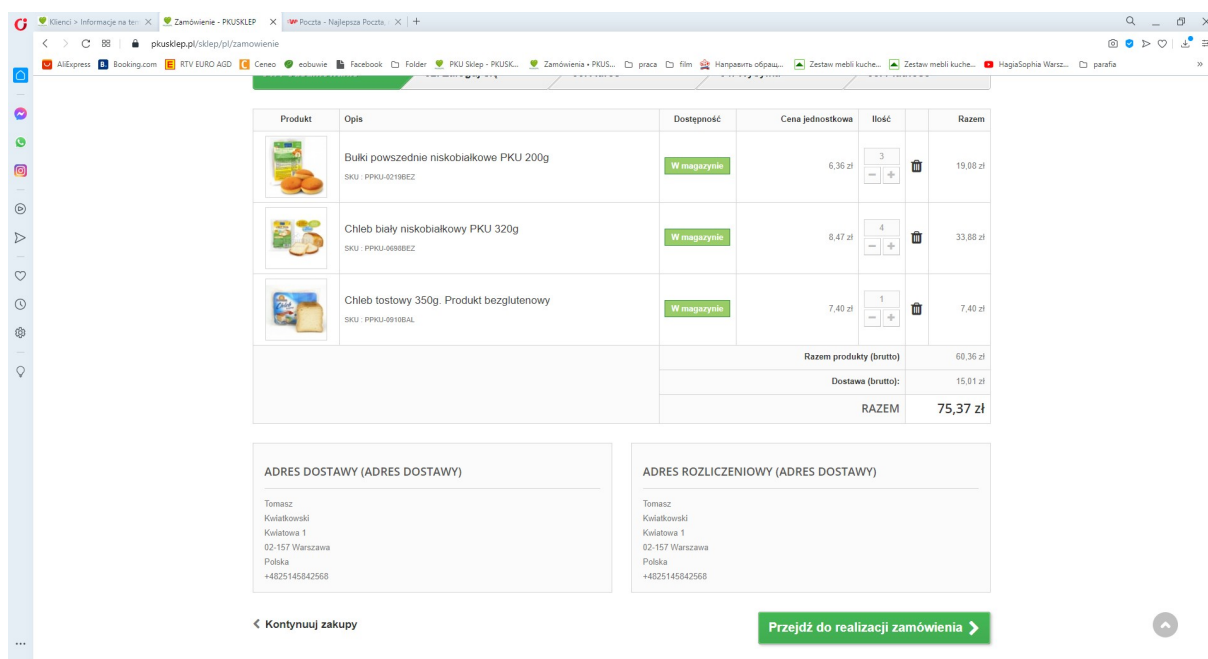 Klienci > Informacje na tem
Zamówienie - PKUSKLEP
Poczta - Najlepsza Poczta,
pkusklep.pl/sklep/pl/zamowienie
AliExpress
Booking.com
RTV EURO AGD
Ceneo
eobuwie
Facebook
Folder
PKU Sklep - PKUSK...
Zamówienia • PKUS...
praca
film
Направить обращ...
Zestaw mebli kuche...
Zestaw mebli kuche...
HagiaSophia Warsz...
parafia
Produkt Opis Dostępność Cena jednostkowa Ilość Razem
Bułki powszednie niskobiałkowe PKU 200g
SKU : PPKU-0219BEZ
W magazynie
6,36 zł
3
19,08 zł
Chleb biały niskobiałkowy PKU 320g
SKU : PPKU-0698BEZ
W magazynie
8,47 zł
4
33,88 zł
Chleb tostowy 350g. Produkt bezglutenowy
SKU : PPKU-0910BAL
W magazynie
7,40 zł
1
7,40 zł
Razem produkty (brutto) 60,36 zł
Dostawa (brutto): 15,01 zł
RAZEM 75,37 zł
ADRES DOSTAWY (ADRES DOSTAWY)
Tomasz
Kwiatkowski
Kwiatowa 1
02-157 Warszawa
Polska
+4825145842568
ADRES ROZLICZENIOWY (ADRES DOSTAWY)
Tomasz
Kwiatkowski
Kwiatowa 1
02-157 Warszawa
Polska
+4825145842568
Kontynuuj zakupy
Przejdź do realizacji zamówienia